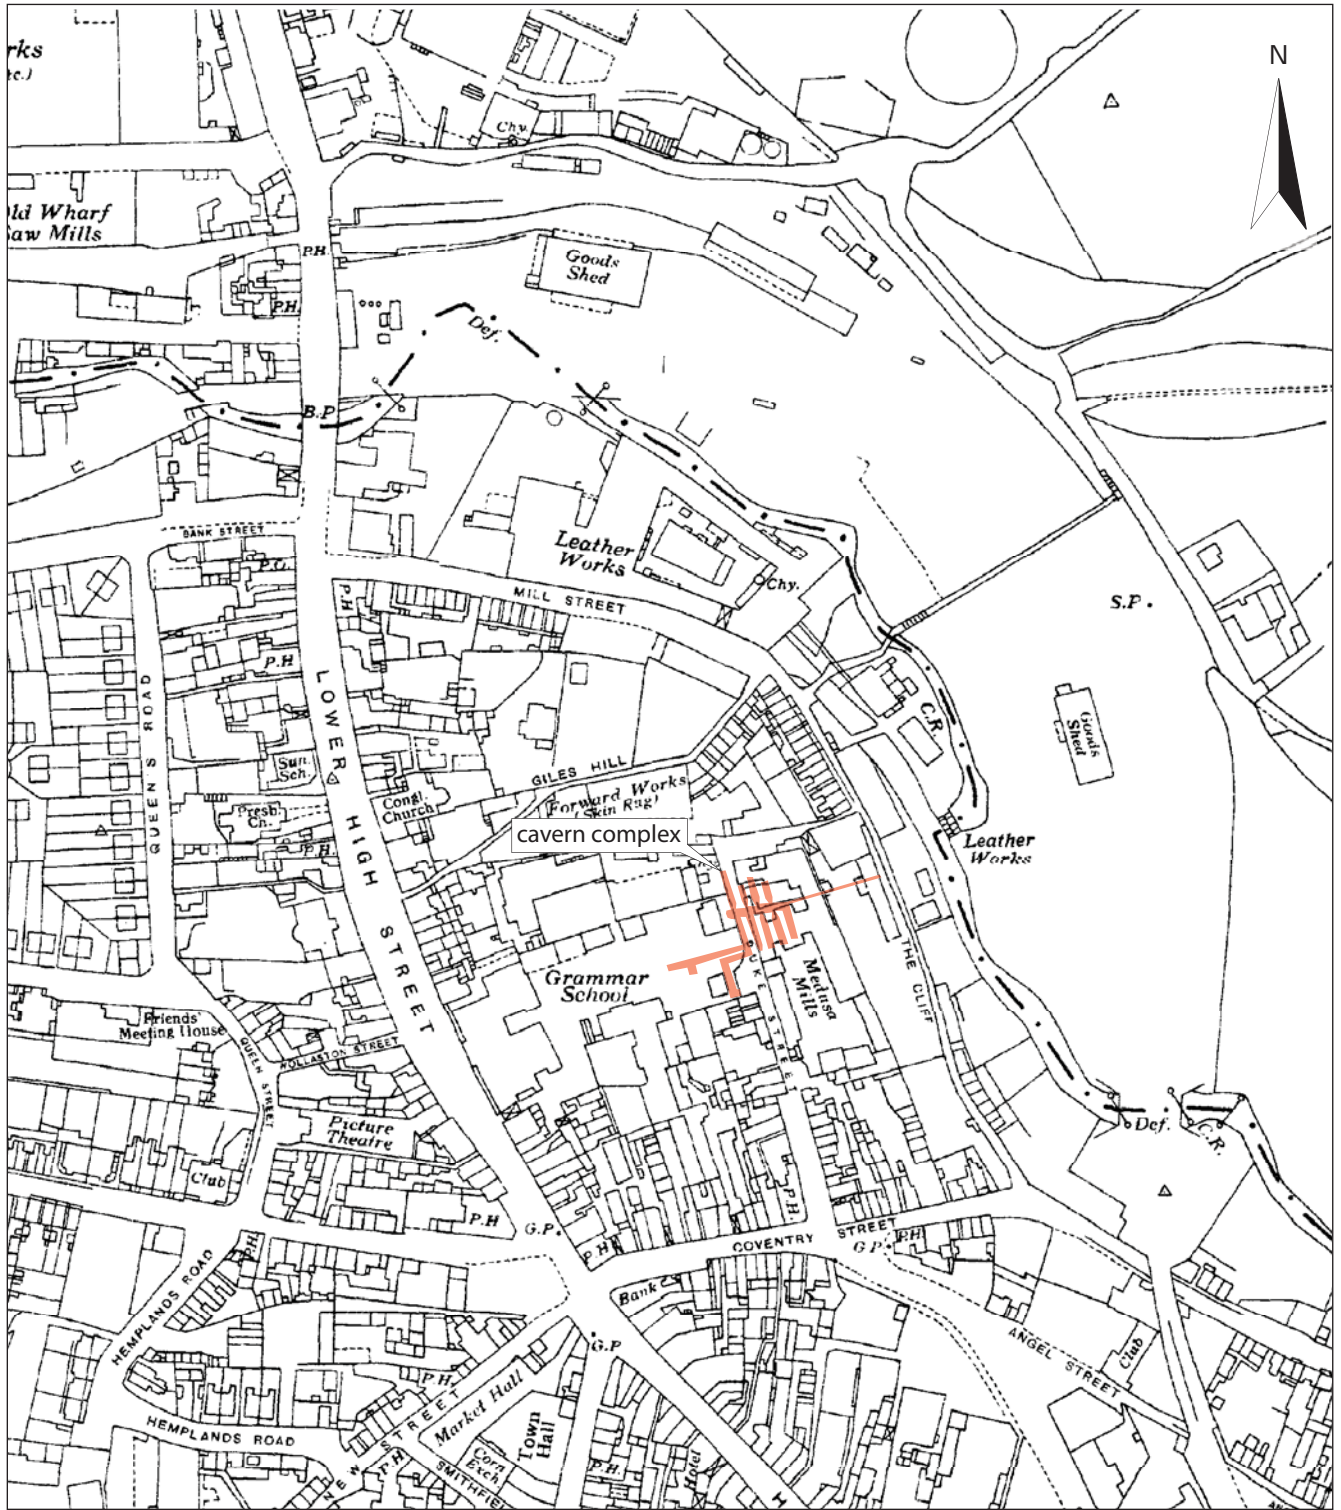 rks
tc.)
N
Chy.
ld Wharf
Saw Mills
P.H.
Goods
Shed
P.H.
Def.
B.P
BANK STREET
Leather
Works
Chy.
P.H
MILL STREET
S.P.
P.H
LOWER HIGH STREET
QUEEN'S ROAD
C.R.
Goods
Shed
Sun.
Sch.
GILES HILL
Congl.
Church
Forward Works
(Skin Rug)
Presb.
Ch.
P.H.
cavern complex
Leather
Works
THE CLIFF
DUKE STREET
Medusa
Mills
Grammar
School
Friends'
Meeting House
WOLLASTON STREET
QUEEN STREET
Picture
Theatre
Def.
C.R.
Club
P.H
P.H
G.P.
P.H
P.H
COVENTRY STREET
G.P.
P.H.
HEMPLANDS ROAD
Bank
G.P
ANGEL STREET
Club
P.H.
Market Hall
NEW STREET
HEMPLANDS ROAD
Town
Hall
Corn
Exch.
P.H
SMITHFIE
P.H.
Hotel
H